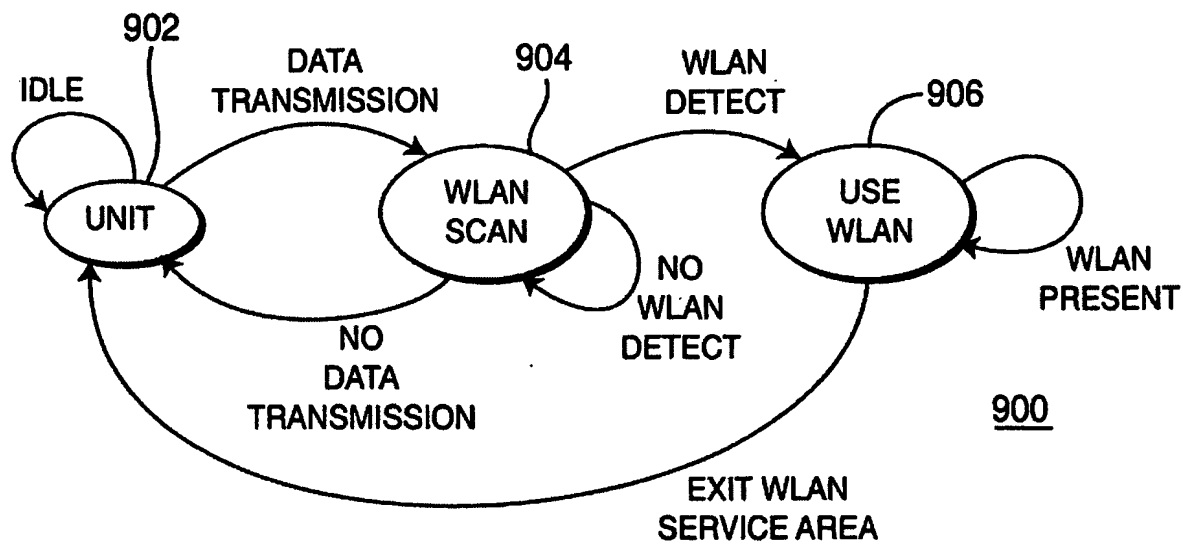 902
IDLE
DATA
TRANSMISSION
904
WLAN
DETECT
906
UNIT
WLAN
SCAN
USE
WLAN
NO
WLAN
DETECT
WLAN
PRESENT
NO
DATA
TRANSMISSION
900
EXIT WLAN
SERVICE AREA